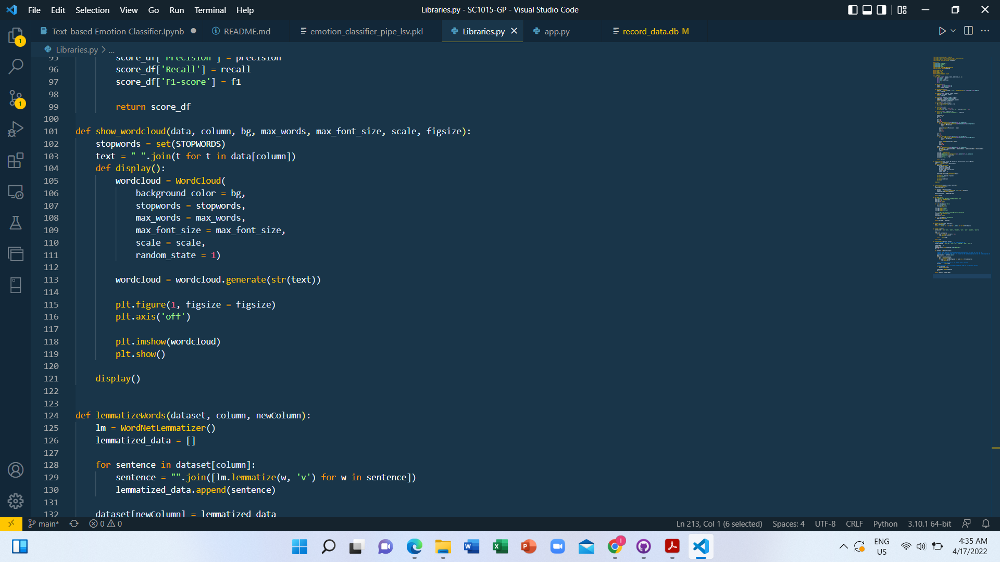 File Edit Selection View Go Run Terminal Help
Libraries.py - SC1015-GP - Visual Studio Code
Text-based Emotion Classifier.Ipynb
README.md
emotion_classifier_pipe_lsv.pkl
Libraries.py
app.py
record_data.db M
Libraries.py > ...
95 score_df['Precision'] = precision
96 score_df['Recall'] = recall
97 score_df['F1-score'] = f1
98
99 return score_df
100
101 def show_wordcloud(data, column, bg, max_words, max_font_size, scale, figsize):
102 stopwords = set(STOPWORDS)
103 text = " ".join(t for t in data[column])
104 def display():
105 wordcloud = WordCloud(
106 background_color = bg,
107 stopwords = stopwords,
108 max_words = max_words,
109 max_font_size = max_font_size,
110 scale = scale,
111 random_state = 1)
112
113 wordcloud = wordcloud.generate(str(text))
114
115 plt.figure(1, figsize = figsize)
116 plt.axis('off')
117
118 plt.imshow(wordcloud)
119 plt.show()
120
121 display()
122
123
124 def lemmatizeWords(dataset, column, newColumn):
125 lm = WordNetLemmatizer()
126 lemmatized_data = []
127
128 for sentence in dataset[column]:
129 sentence = "".join([lm.lemmatize(w, 'v') for w in sentence])
130 lemmatized_data.append(sentence)
131
132 dataset[newColumn] = lemmatized_data
1
1
main* 0 0
Ln 213, Col 1 (6 selected) Spaces: 4 UTF-8 CRLF Python 3.10.1 64-bit
ENG
US
4:35 AM
4/17/2022